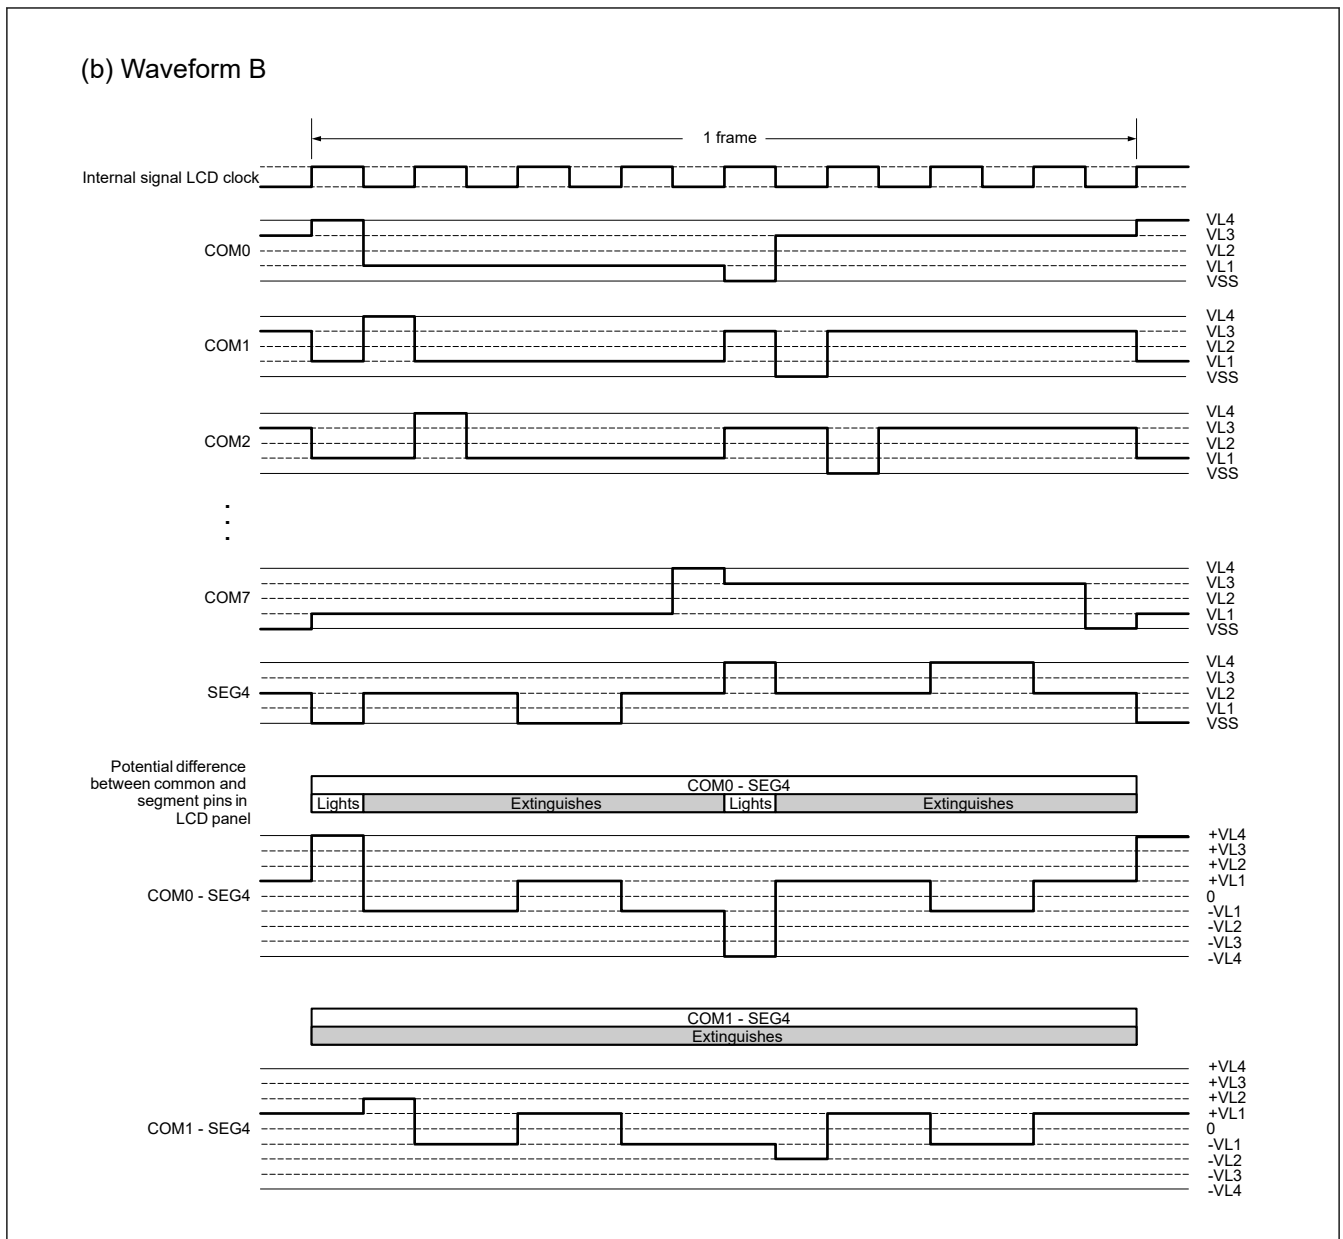 (b) Waveform B
1 frame
Internal signal LCD clock
COM0
VL4
VL3
VL2
VL1
VSS
COM1
VL4
VL3
VL2
VL1
VSS
COM2
VL4
VL3
VL2
VL1
VSS
COM7
VL4
VL3
VL2
VL1
VSS
SEG4
VL4
VL3
VL2
VL1
VSS
Potential difference
between common and
segment pins in
LCD panel
COM0 - SEG4
Lights Extinguishes Lights Extinguishes
COM0 - SEG4
+VL4
+VL3
+VL2
+VL1
0
-VL1
-VL2
-VL3
-VL4
COM1 - SEG4
Extinguishes
COM1 - SEG4
+VL4
+VL3
+VL2
+VL1
0
-VL1
-VL2
-VL3
-VL4